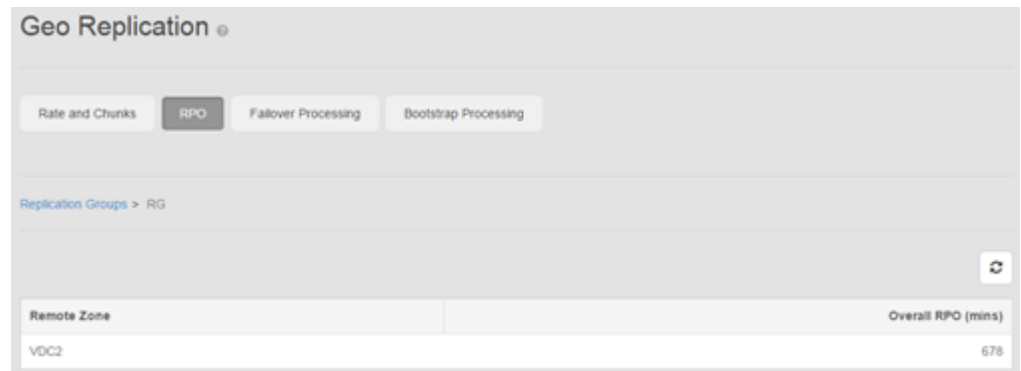 Geo Replication
Rate and Chunks RPO Failover Processing Bootstrap Processing
Replication Groups > RG
Remote Zone Overall RPO (mins)
VDC2 678